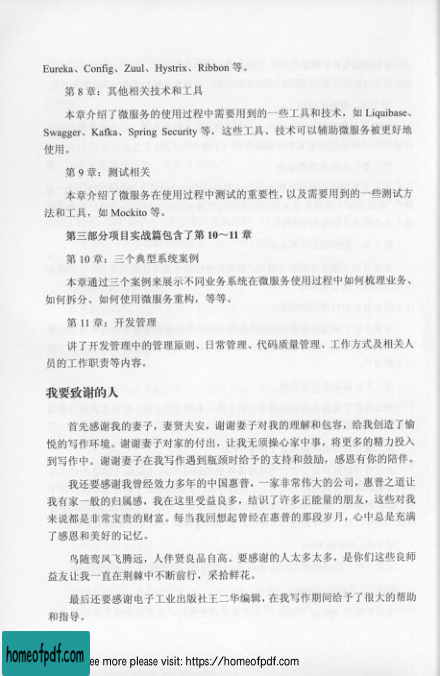 Eureka、Config、Zuul、Hystrix、Ribbon 等。
第 8 章：其他相关技术和工具
本章介绍了微服务的使用过程中需要用到的一些工具和技术，如 Liquibase、
Swagger、Kafka、Spring Security 等，这些工具、技术可以辅助微服务被更好地
使用。
第 9 章：测试相关
本章介绍了微服务在使用过程中测试的重要性，以及需要用到的一些测试方
法和工具，如 Mockito 等。
第三部分项目实战篇包含了第 10～11 章
第 10 章：三个典型系统案例
本章通过三个案例来展示不同业务系统在微服务使用过程中如何梳理业务、
如何拆分、如何使用微服务重构，等等。
第 11 章：开发管理
讲了开发管理中的管理原则、日常管理、代码质量管理、工作方式及相关人
员的工作职责等内容。
我要致谢的人
首先感谢我的妻子，妻贤夫安，谢谢妻子对我的理解和包容，给我创造了愉
悦的写作环境。谢谢妻子对家的付出，让我无须操心家中事，将更多的精力投入
到写作中。谢谢妻子在我写作遇到瓶颈时给予的支持和鼓励，感恩有你的陪伴。
我还要感谢我曾经效力多年的中国惠普，一家非常伟大的公司，惠普之道让
我有家一般的归属感，我在这里受益良多，结识了许多正能量的朋友，这些对我
来说都是非常宝贵的财富。每当我回想起曾经在惠普的那段岁月，心中总是充满
了感恩和美好的记忆。
鸟随鸾凤飞腾远，人伴贤良品自高。要感谢的人太多太多，是你们这些良师
益友让我一直在荆棘中不断前行，采拾鲜花。
最后还要感谢电子工业出版社王二华编辑，在我写作期间给予了很大的帮助
和指导。
homeofpdf.com
ee more please visit: https://homeofpdf.com